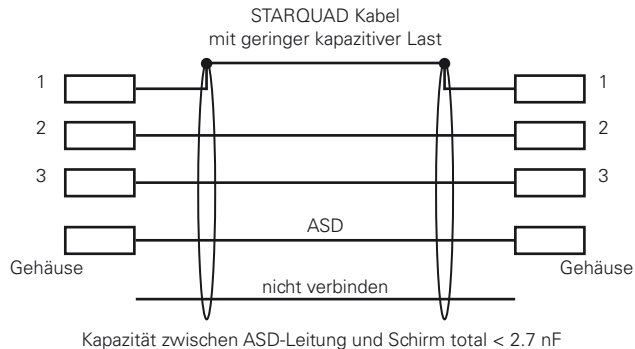 STARQUAD Kabel
mit geringer kapazitiver Last
1 1
2 2
3 3
ASD
Gehäuse Gehäuse
nicht verbinden
Kapazität zwischen ASD-Leitung und Schirm total < 2.7 nF